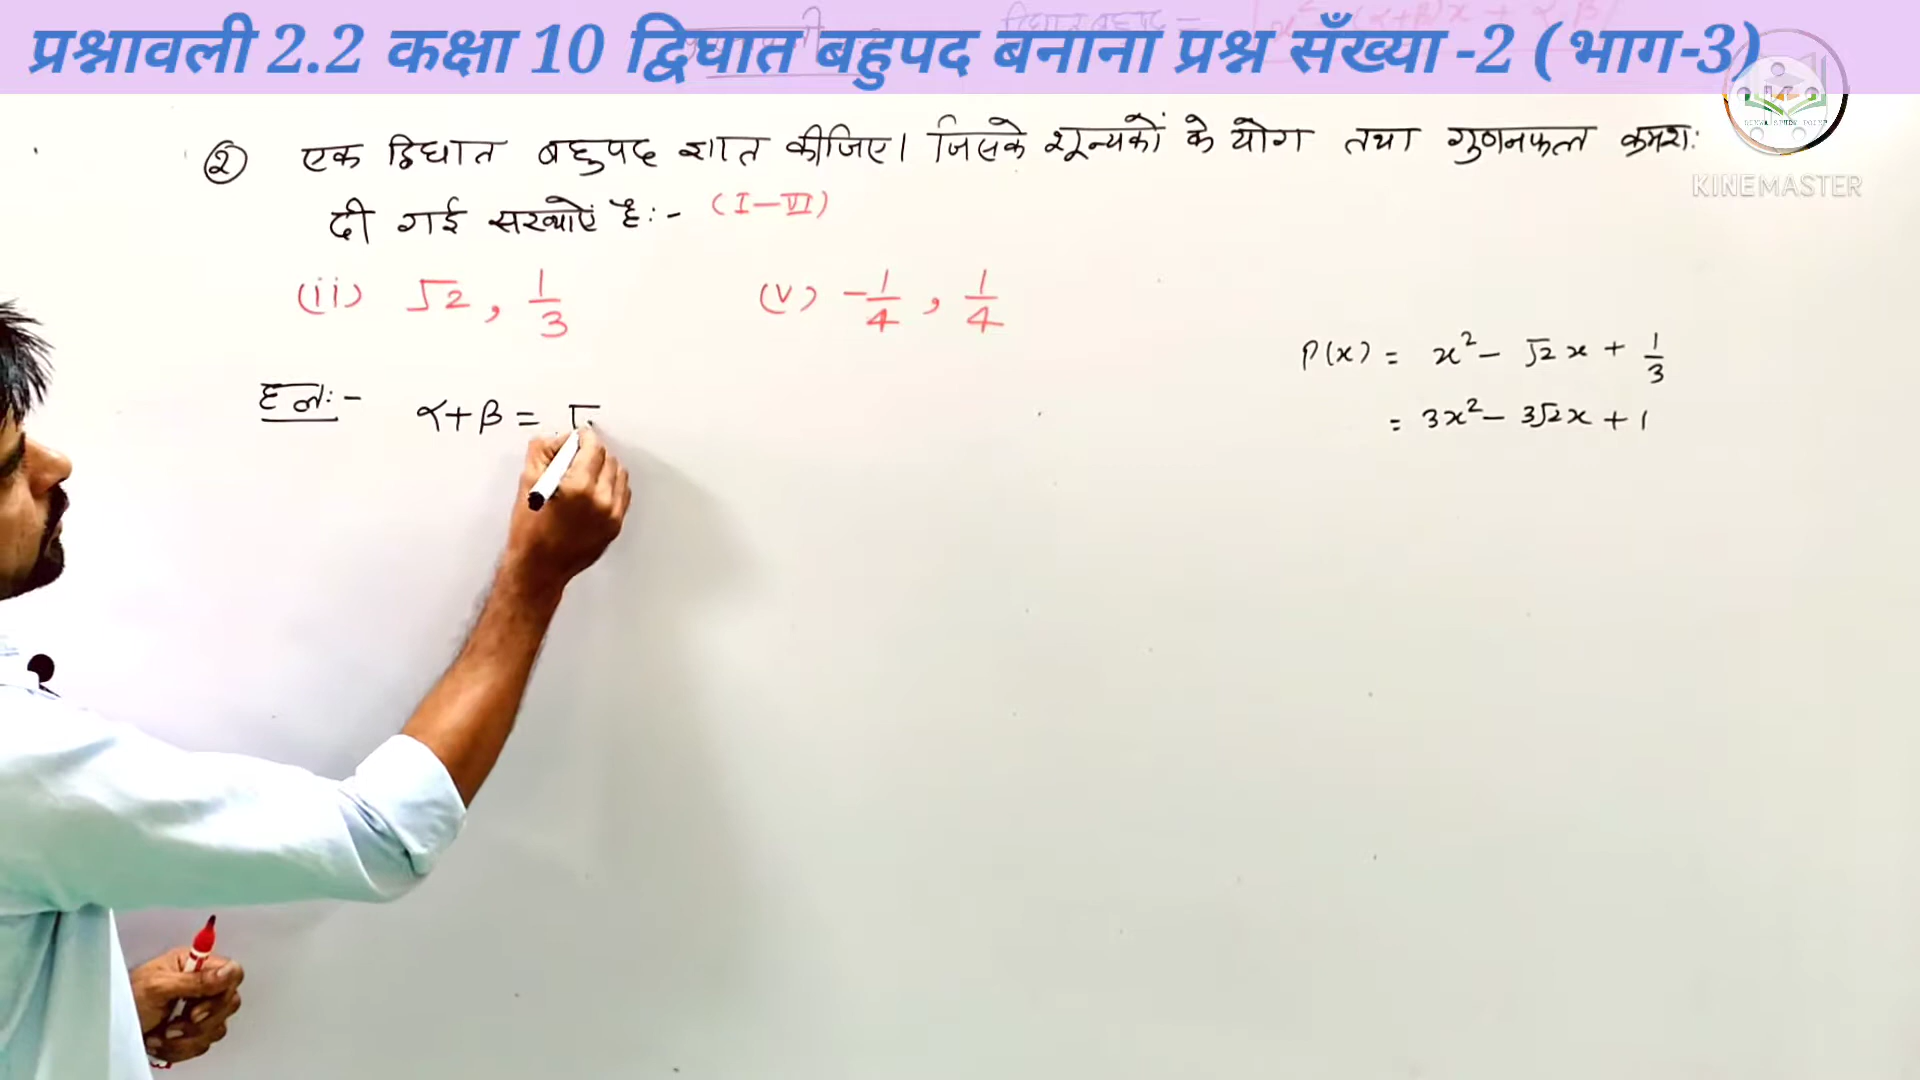 प्रश्नावली 2.2 कक्षा 10 द्विघात बहुपद बनाना प्रश्न सँख्या -2 ( भाग-3)
KINEMASTER
② एक द्विघात बहुपद ज्ञात कीजिए। जिसके शून्यकों के योग तथा गुणनफल क्रमशः
दी गई सख्याएं है:- (I-VI)
(ii) √2 , 1/3 (V) -1/4 , 1/4
हल:- α+β = √
P(x) = x² - √2x + 1/3
= 3x² - 3√2x + 1